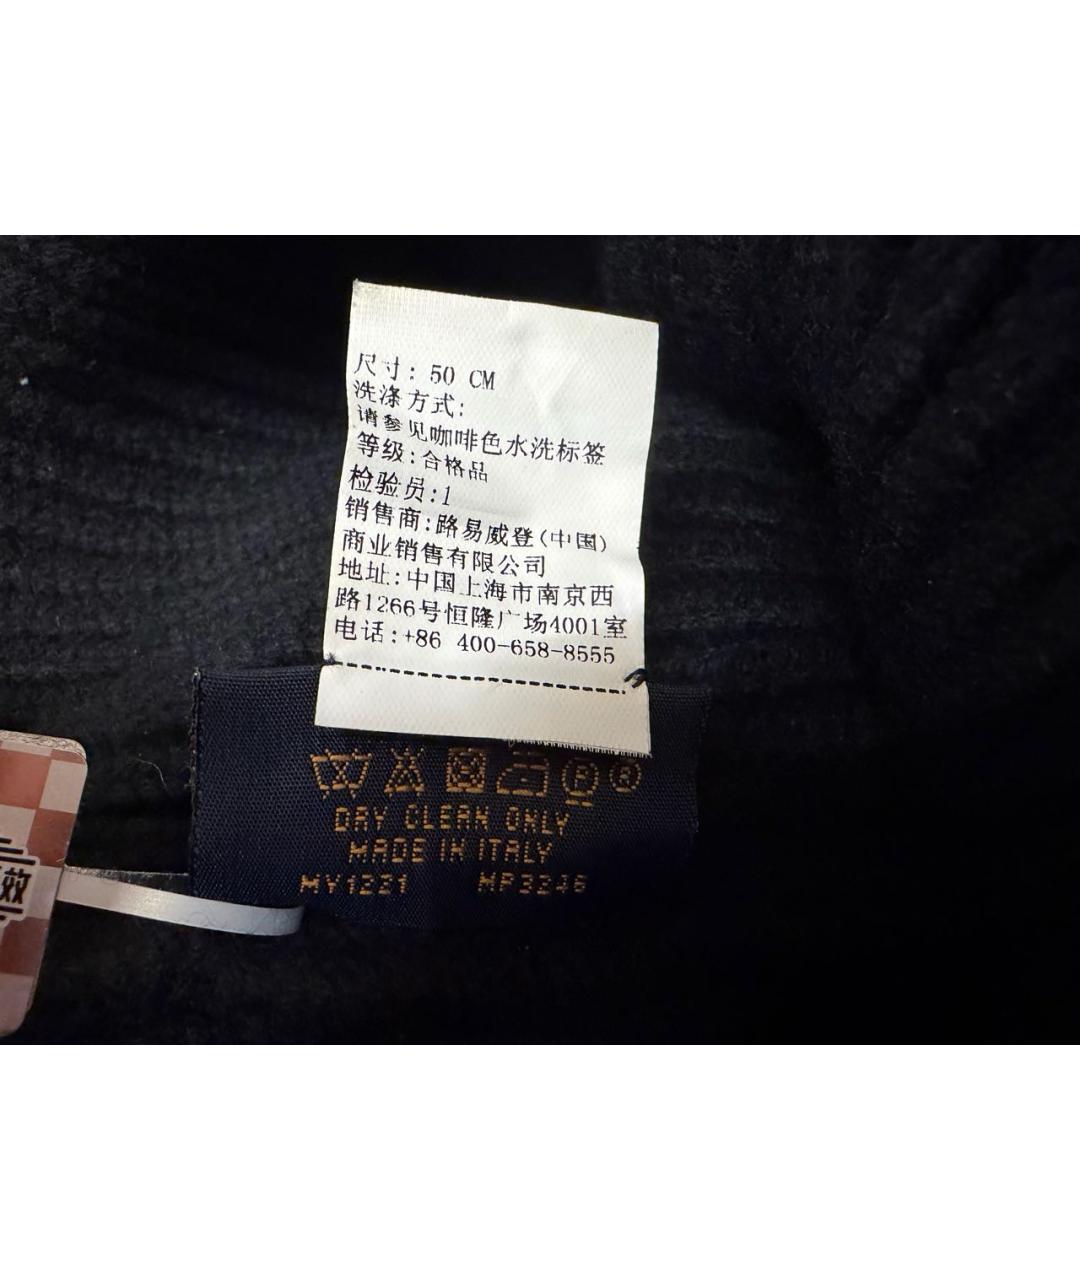 尺寸: 50 CM
洗涤方式:
请参见咖啡色水洗标签
等级:合格品
检验员:1
销售商:路易威登(中国)
商业销售有限公司
地址:中国上海市南京西
路1266号恒隆广场4001室
电话:+86 400-658-8555
P R
DRY CLEAN ONLY
MADE IN ITALY
MY1221 MP3246
效